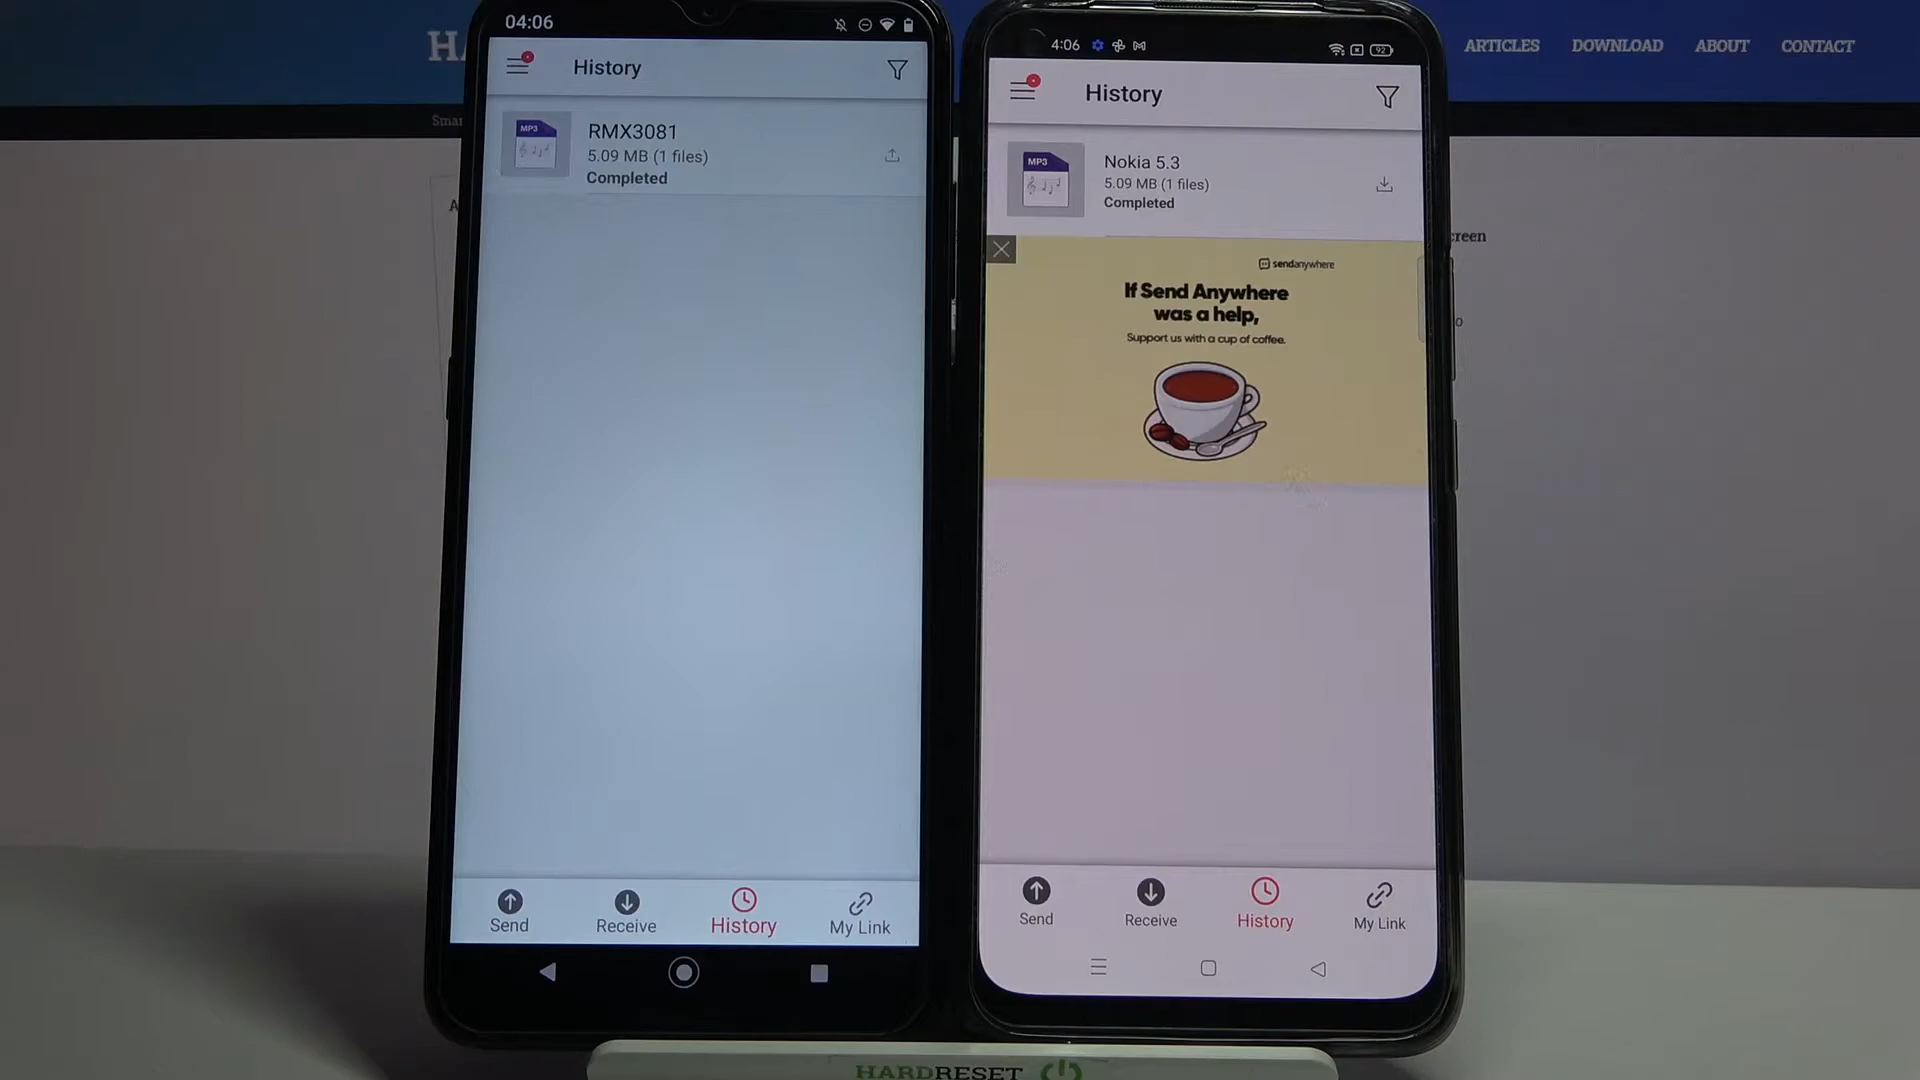 ARTICLES DOWNLOAD ABOUT CONTACT
04:06
History
MP3
RMX3081
5.09 MB (1 files)
Completed
Send
Receive
History
My Link
4:06
92
History
MP3
Nokia 5.3
5.09 MB (1 files)
Completed
sendanywhere
If Send Anywhere
was a help,
Support us with a cup of coffee.
Send
Receive
History
My Link
HARDRESET